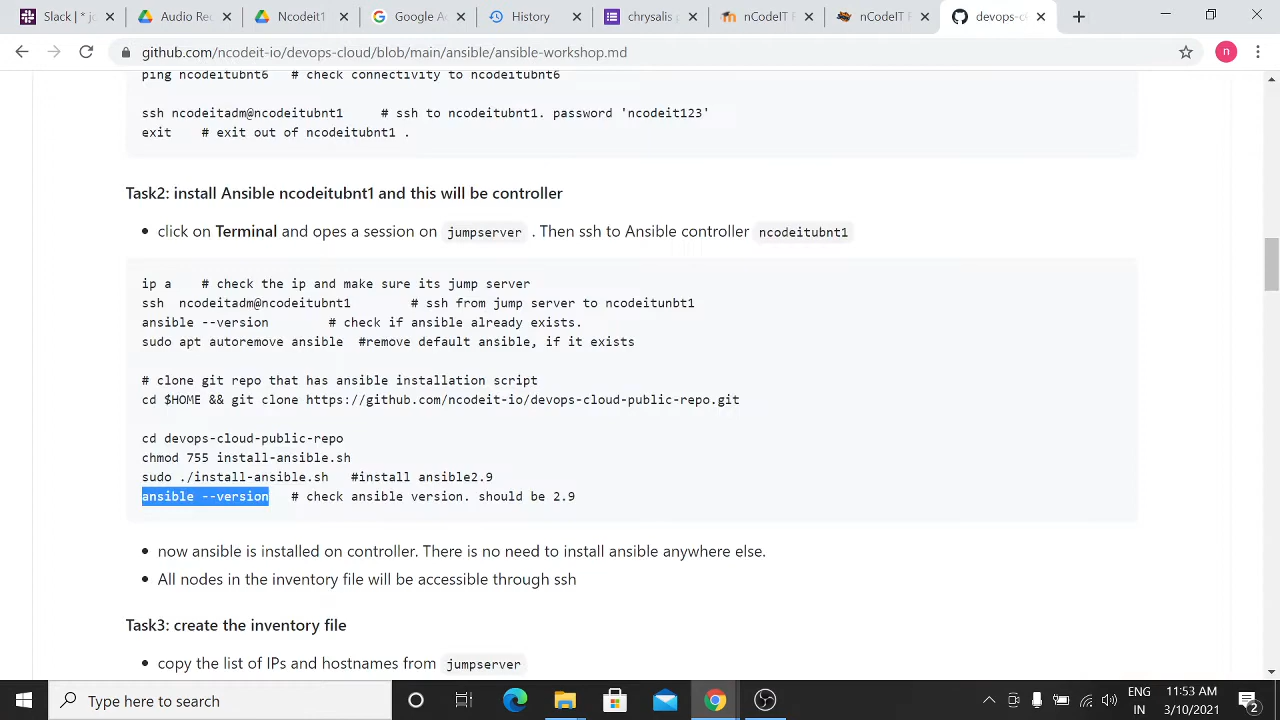 Slack | * jo
Audio Rec
Ncodeit1
Google Ad
History
chrysalis p
nCodeIT F
nCodeIT F
devops-cl
github.com/ncodeit-io/devops-cloud/blob/main/ansible/ansible-workshop.md
n
ping ncodeitubnt6 # check connectivity to ncodeitubnt6
ssh ncodeitadm@ncodeitubnt1 # ssh to ncodeitubnt1. password 'ncodeit123'
exit # exit out of ncodeitubnt1 .
Task2: install Ansible ncodeitubnt1 and this will be controller
click on Terminal and opes a session on jumpserver . Then ssh to Ansible controller ncodeitubnt1
ip a # check the ip and make sure its jump server
ssh ncodeitadm@ncodeitubnt1 # ssh from jump server to ncodeitunbt1
ansible --version # check if ansible already exists.
sudo apt autoremove ansible #remove default ansible, if it exists
# clone git repo that has ansible installation script
cd $HOME && git clone https://github.com/ncodeit-io/devops-cloud-public-repo.git
cd devops-cloud-public-repo
chmod 755 install-ansible.sh
sudo ./install-ansible.sh #install ansible2.9
ansible --version # check ansible version. should be 2.9
now ansible is installed on controller. There is no need to install ansible anywhere else.
All nodes in the inventory file will be accessible through ssh
Task3: create the inventory file
copy the list of IPs and hostnames from jumpserver
Type here to search
ENG
IN
11:53 AM
3/10/2021
2